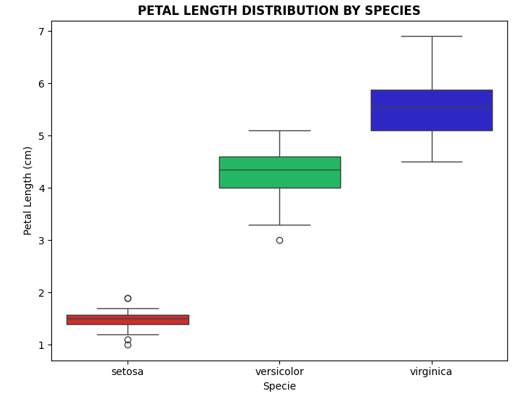 PETAL LENGTH DISTRIBUTION BY SPECIES
7
6
5
4
3
2
1
Petal Length (cm)
setosa versicolor virginica
Specie